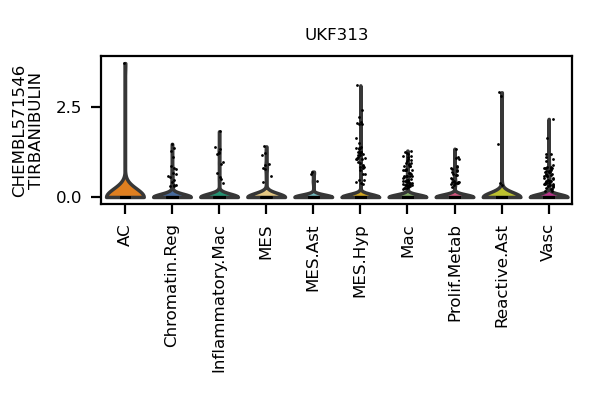 UKF313
CHEMBL571546
TIRBANIBULIN
2.5
0.0
AC
Chromatin.Reg
Inflammatory.Mac
MES
MES.Ast
MES.Hyp
Mac
Prolif.Metab
Reactive.Ast
Vasc